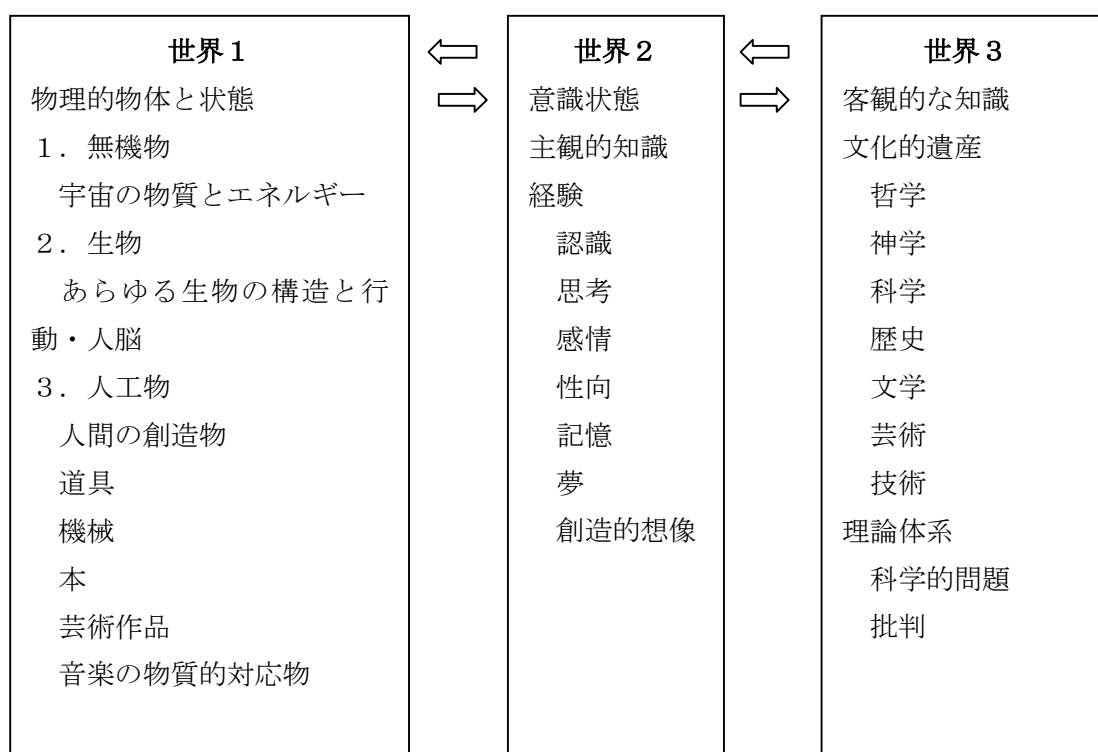 世界１
物理的物体と状態
１．無機物
宇宙の物質とエネルギー
２．生物
あらゆる生物の構造と行
動・人脳
３．人工物
人間の創造物
道具
機械
本
芸術作品
音楽の物質的対応物
世界２
意識状態
主観的知識
経験
認識
思考
感情
性向
記憶
夢
創造的想像
世界３
客観的な知識
文化的遺産
哲学
神学
科学
歴史
文学
芸術
技術
理論体系
科学的問題
批判